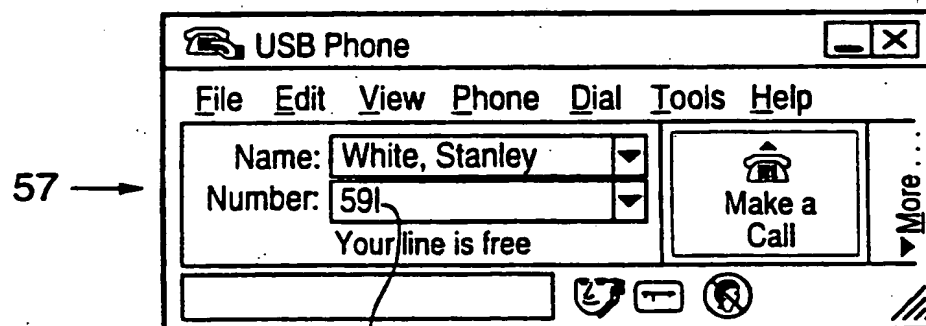 USB Phone
File Edit View Phone Dial Tools Help
Name: White, Stanley
Number: 59
Your line is free
Make a
Call
More...
57